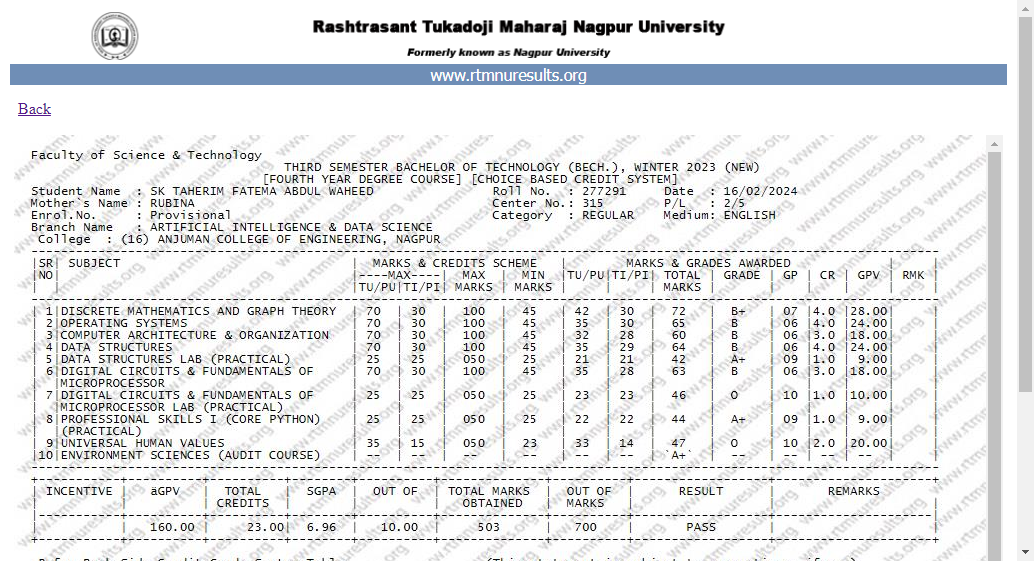 Rashtrasant Tukadoji Maharaj Nagpur University
Formerly known as Nagpur University
www.rtmnuresults.org
Back
Faculty of Science & Technology
THIRD SEMESTER BACHELOR OF TECHNOLOGY (BECH.), WINTER 2023 (NEW)
[FOURTH YEAR DEGREE COURSE] [CHOICE BASED CREDIT SYSTEM]
Student Name : SK TAHERIM FATEMA ABDUL WAHEED Roll No. : 277291 Date : 16/02/2024
Mother`s Name : RUBINA Center No.: 315 P/L : 2/5
Enrol.No. : Provisional Category : REGULAR Medium: ENGLISH
Branch Name : ARTIFICIAL INTELLIGENCE & DATA SCIENCE
College : (16) ANJUMAN COLLEGE OF ENGINEERING, NAGPUR
|SR| SUBJECT | MARKS & CREDITS SCHEME | MARKS & GRADES AWARDED | |
|NO| |----MAX----| MAX | MIN |TU/PU|TI/PI| TOTAL | GRADE | GP | CR | GPV | RMK |
| | |TU/PU|TI/PI| MARKS | MARKS | | | MARKS | | | | | |
| 1|DISCRETE MATHEMATICS AND GRAPH THEORY | 70 | 30 | 100 | 45 | 42 | 30 | 72 | B+ | 07 |4.0 |28.00| |
| 2|OPERATING SYSTEMS | 70 | 30 | 100 | 45 | 35 | 30 | 65 | B | 06 |4.0 |24.00| |
| 3|COMPUTER ARCHITECTURE & ORGANIZATION | 70 | 30 | 100 | 45 | 32 | 28 | 60 | B | 06 |3.0 |18.00| |
| 4|DATA STRUCTURES | 70 | 30 | 100 | 45 | 35 | 29 | 64 | B | 06 |4.0 |24.00| |
| 5|DATA STRUCTURES LAB (PRACTICAL) | 25 | 25 | 050 | 25 | 21 | 21 | 42 | A+ | 09 |1.0 | 9.00| |
| 6|DIGITAL CIRCUITS & FUNDAMENTALS OF | 70 | 30 | 100 | 45 | 35 | 28 | 63 | B | 06 |3.0 |18.00| |
| |MICROPROCESSOR
| 7|DIGITAL CIRCUITS & FUNDAMENTALS OF | 25 | 25 | 050 | 25 | 23 | 23 | 46 | O | 10 |1.0 |10.00| |
| |MICROPROCESSOR LAB (PRACTICAL)
| 8|PROFESSIONAL SKILLS I (CORE PYTHON) | 25 | 25 | 050 | 25 | 22 | 22 | 44 | A+ | 09 |1.0 | 9.00| |
| |(PRACTICAL)
| 9|UNIVERSAL HUMAN VALUES | 35 | 15 | 050 | 23 | 33 | 14 | 47 | O | 10 |2.0 |20.00| |
|10|ENVIRONMENT SCIENCES (AUDIT COURSE) | -- | -- | -- | -- | -- | -- | `A+` | -- | -- | -- | -- | |
| INCENTIVE | äGPV | TOTAL | SGPA | OUT OF | TOTAL MARKS | OUT OF | RESULT | REMARKS |
| | | CREDITS | | | OBTAINED | MARKS | | |
| | 160.00 | 23.00| 6.96 | 10.00 | 503 | 700 | PASS | |